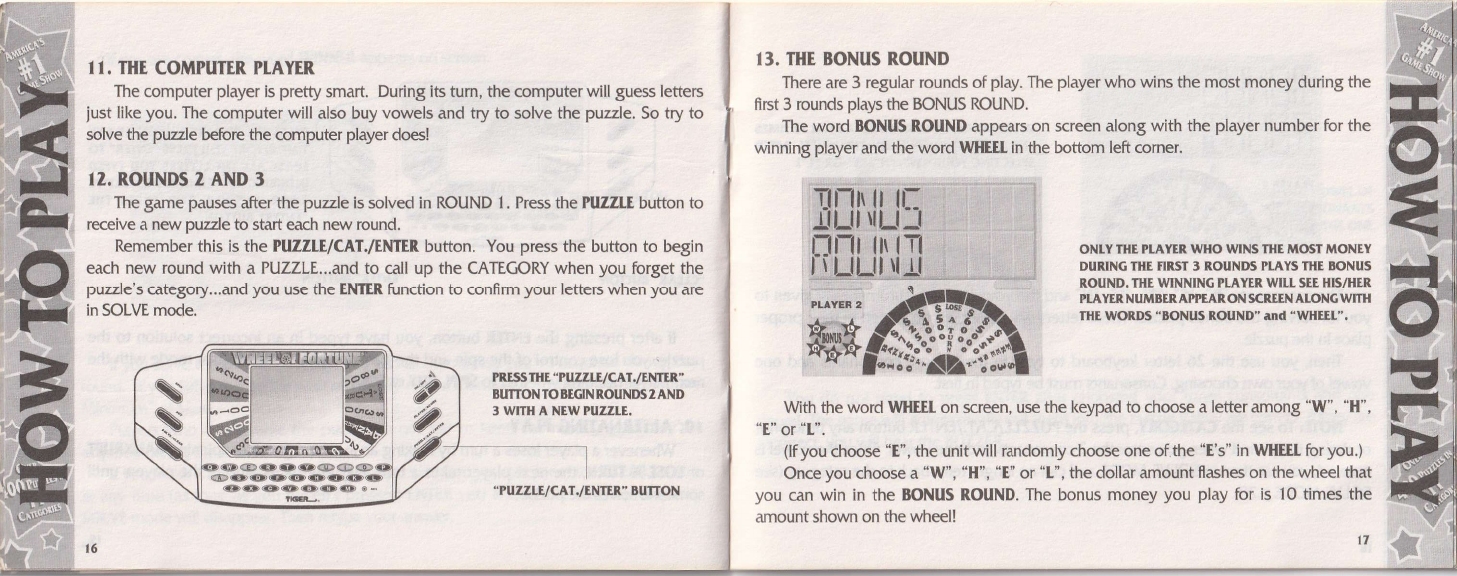 AMERICA'S
#1
GAME SHOW
HOW TO PLAY
CATEGORIES
11. THE COMPUTER PLAYER
The computer player is pretty smart. During its turn, the computer will guess letters
just like you. The computer will also buy vowels and try to solve the puzzle. So try to
solve the puzzle before the computer player does!
12. ROUNDS 2 AND 3
The game pauses after the puzzle is solved in ROUND 1. Press the PUZZLE button to
receive a new puzzle to start each new round.
Remember this is the PUZZLE/CAT./ENTER button. You press the button to begin
each new round with a PUZZLE...and to call up the CATEGORY when you forget the
puzzle's category...and you use the ENTER function to confirm your letters when you are
in SOLVE mode.
WHEEL OF FORTUNE
TIGER
PRESS THE "PUZZLE/CAT./ENTER"
BUTTON TO BEGIN ROUNDS 2 AND
3 WITH A NEW PUZZLE.
"PUZZLE/CAT./ENTER" BUTTON
16
13. THE BONUS ROUND
There are 3 regular rounds of play. The player who wins the most money during the
first 3 rounds plays the BONUS ROUND.
The word BONUS ROUND appears on screen along with the player number for the
winning player and the word WHEEL in the bottom left corner.
BONUS
ROUND
PLAYER 2
W H E E L
BONUS
LOSE A TURN
ONLY THE PLAYER WHO WINS THE MOST MONEY
DURING THE FIRST 3 ROUNDS PLAYS THE BONUS
ROUND. THE WINNING PLAYER WILL SEE HIS/HER
PLAYER NUMBER APPEAR ON SCREEN ALONG WITH
THE WORDS "BONUS ROUND" and "WHEEL".
With the word WHEEL on screen, use the keypad to choose a letter among "W", "H",
"E" or "L".
(If you choose "E", the unit will randomly choose one of the "E's" in WHEEL for you.)
Once you choose a "W", "H", "E" or "L", the dollar amount flashes on the wheel that
you can win in the BONUS ROUND. The bonus money you play for is 10 times the
amount shown on the wheel!
17
AMERICA'S
#1
GAME SHOW
HOW TO PLAY